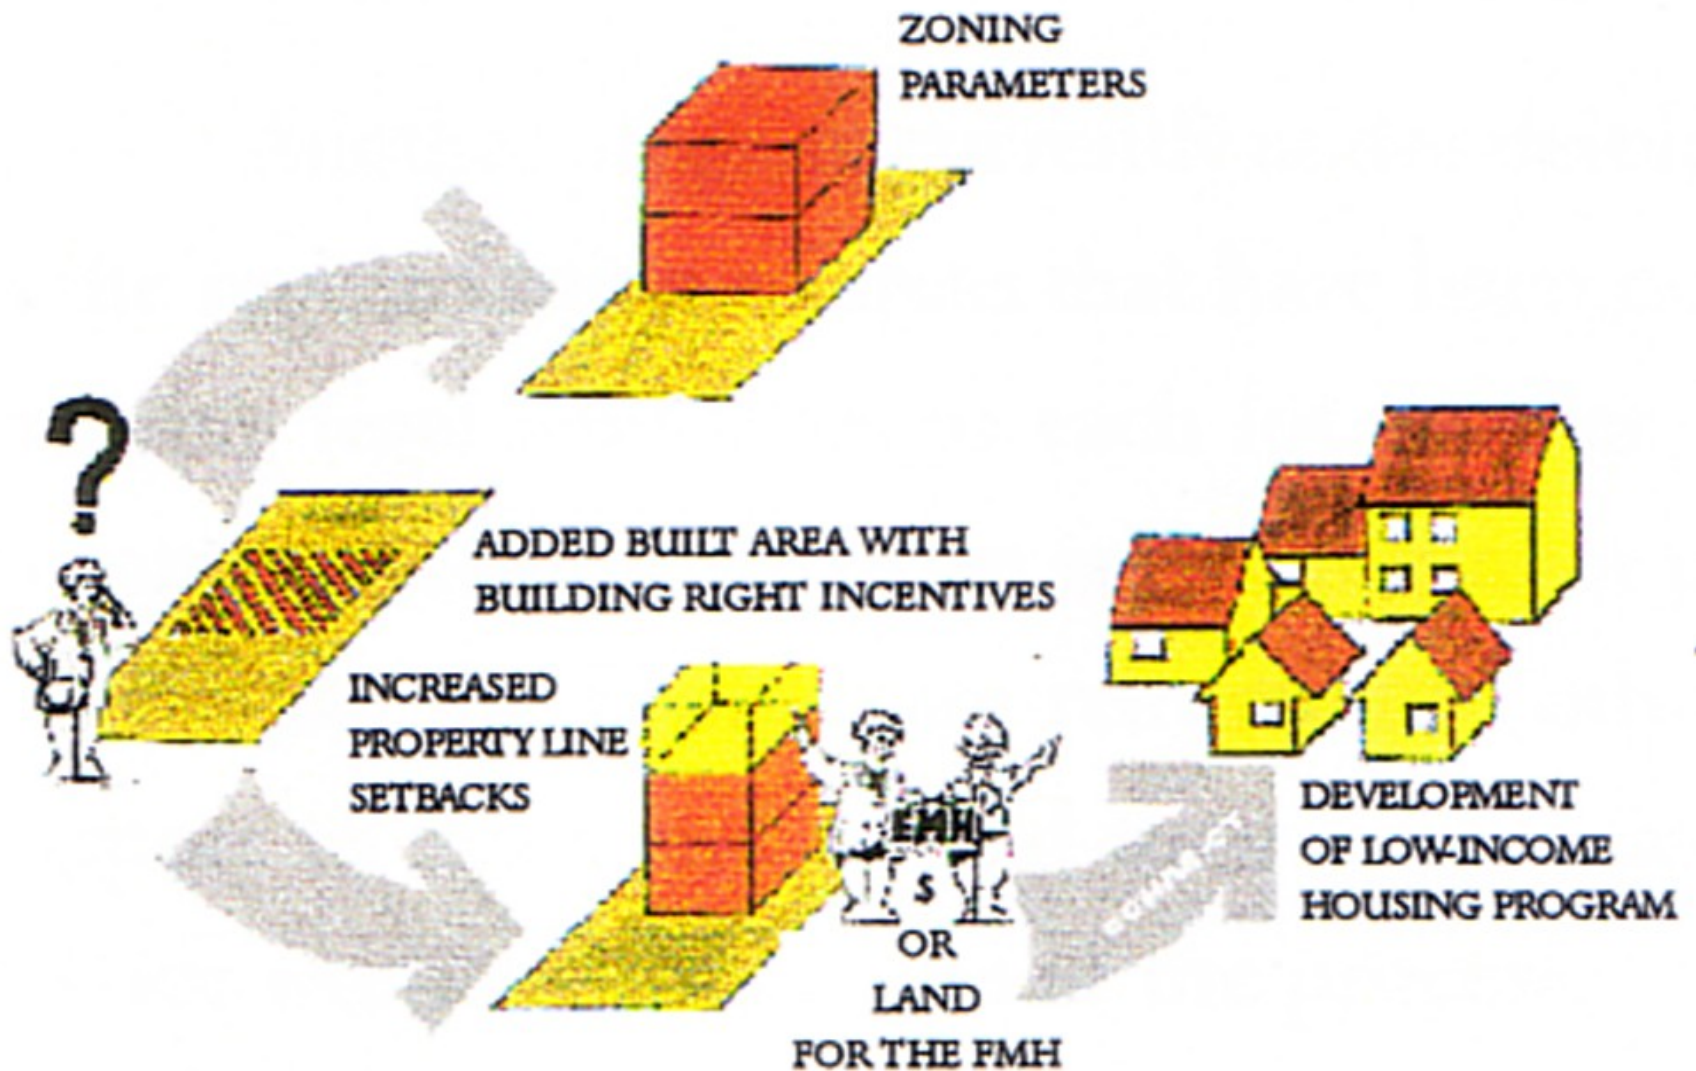 ZONING
PARAMETERS
?
ADDED BUILT AREA WITH
BUILDING RIGHT INCENTIVES
INCREASED
PROPERTY LINE
SETBACKS
FMH
$
OR
LAND
FOR THE FMH
DEVELOPMENT
OF LOW-INCOME
HOUSING PROGRAM